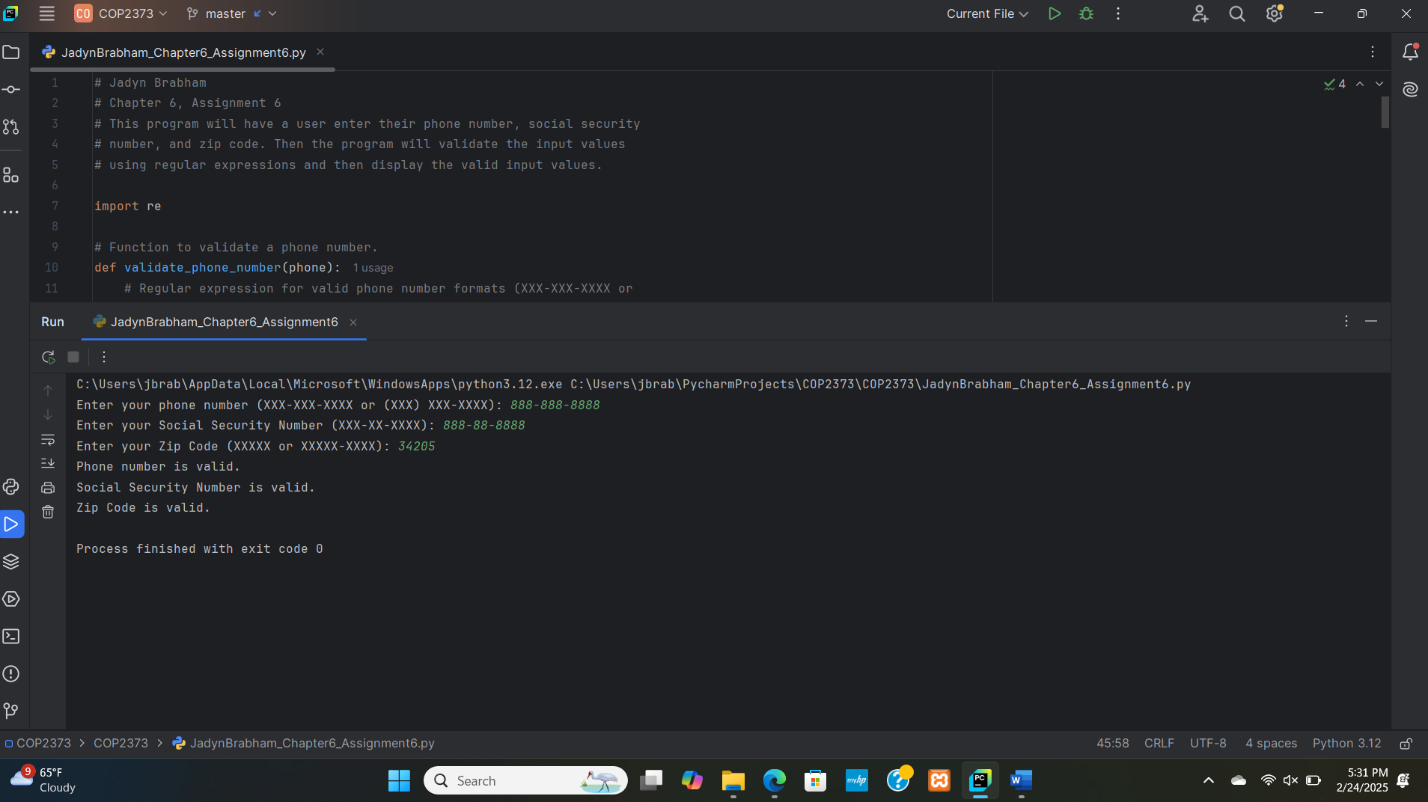 CO COP2373 master Current File
JadynBrabham_Chapter6_Assignment6.py
1 # Jadyn Brabham 4
2 # Chapter 6, Assignment 6
3 # This program will have a user enter their phone number, social security
4 # number, and zip code. Then the program will validate the input values
5 # using regular expressions and then display the valid input values.
6
7 import re
8
9 # Function to validate a phone number.
10 def validate_phone_number(phone): 1 usage
11 # Regular expression for valid phone number formats (XXX-XXX-XXXX or
Run JadynBrabham_Chapter6_Assignment6
C:\Users\jbrab\AppData\Local\Microsoft\WindowsApps\python3.12.exe C:\Users\jbrab\PycharmProjects\COP2373\COP2373\JadynBrabham_Chapter6_Assignment6.py
Enter your phone number (XXX-XXX-XXXX or (XXX) XXX-XXXX): 888-888-8888
Enter your Social Security Number (XXX-XX-XXXX): 888-88-8888
Enter your Zip Code (XXXXX or XXXXX-XXXX): 34205
Phone number is valid.
Social Security Number is valid.
Zip Code is valid.
Process finished with exit code 0
COP2373 > COP2373 > JadynBrabham_Chapter6_Assignment6.py 45:58 CRLF UTF-8 4 spaces Python 3.12
9 65°F
Cloudy
Search
5:31 PM
2/24/2025